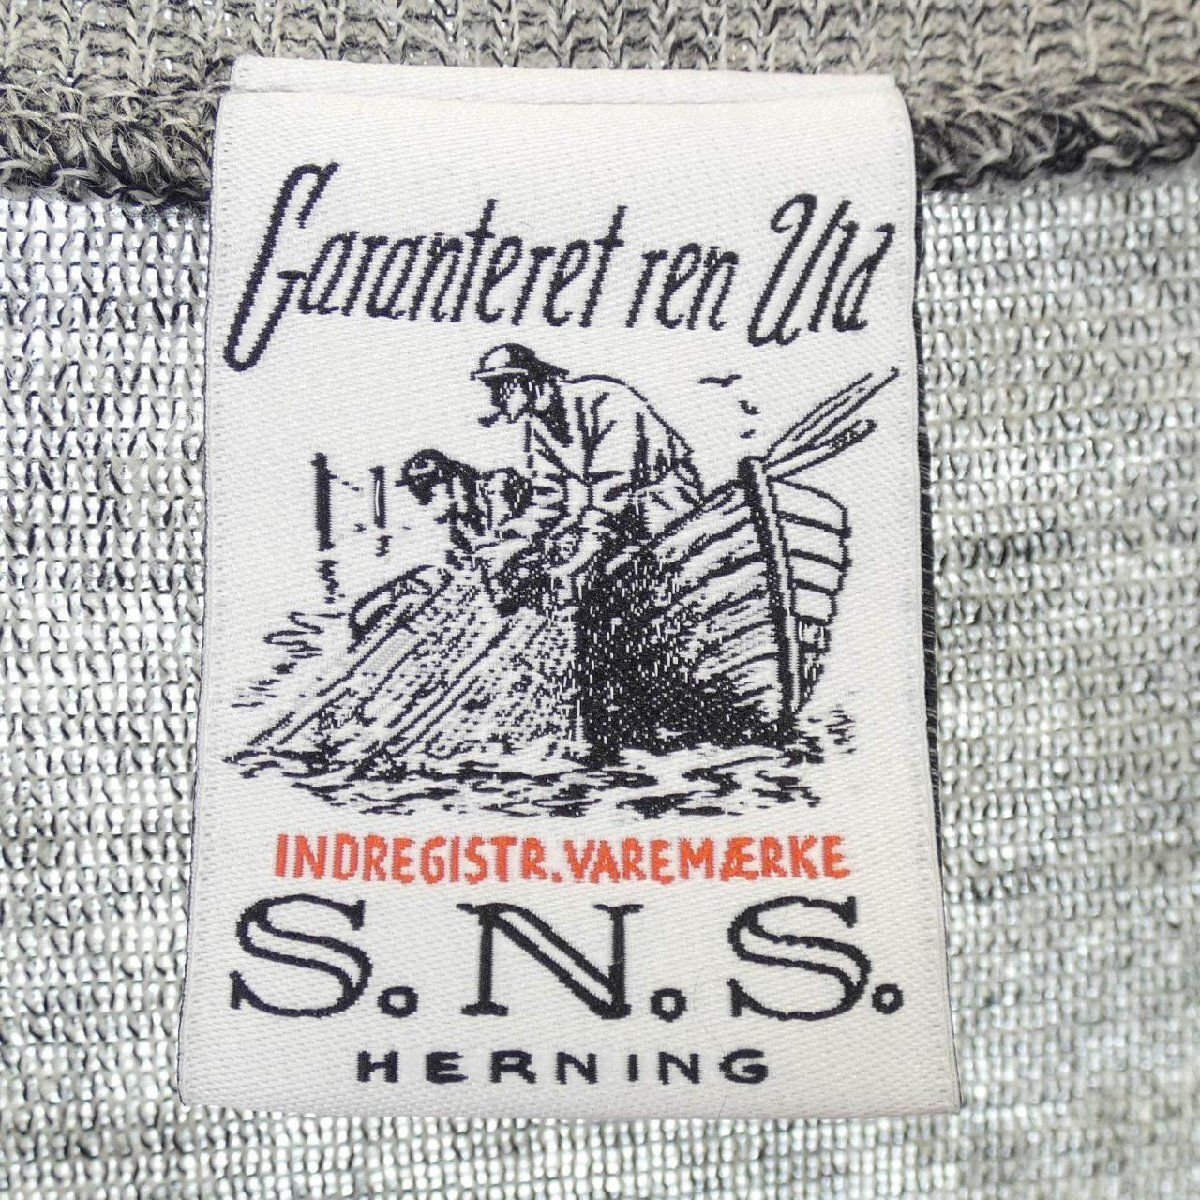 Garanteret ren Uld
INDREGISTR. VAREMÆRKE
S.N.S.
HERNING